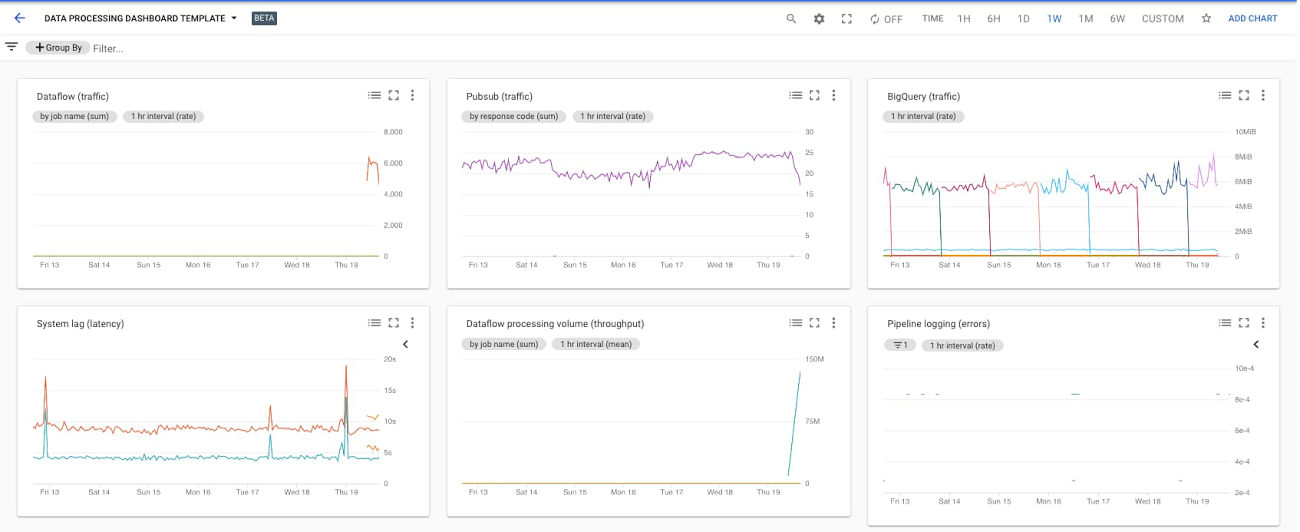 DATA PROCESSING DASHBOARD TEMPLATE BETA OFF TIME 1H 6H 1D 1W 1M 6W CUSTOM ADD CHART
Group By Filter...
Dataflow (traffic)
by job name (sum) 1 hr interval (rate)
8,000
6,000
4,000
2,000
0
Fri 13 Sat 14 Sun 15 Mon 16 Tue 17 Wed 18 Thu 19
Pubsub (traffic)
by response code (sum) 1 hr interval (rate)
30
25
20
15
10
5
0
Fri 13 Sat 14 Sun 15 Mon 16 Tue 17 Wed 18 Thu 19
BigQuery (traffic)
1 hr interval (rate)
10MiB
8MiB
6MiB
4MiB
2MiB
0
Fri 13 Sat 14 Sun 15 Mon 16 Tue 17 Wed 18 Thu 19
System lag (latency)
20s
15s
10s
5s
0
Fri 13 Sat 14 Sun 15 Mon 16 Tue 17 Wed 18 Thu 19
Dataflow processing volume (throughput)
by job name (sum) 1 hr interval (mean)
150M
75M
0
Fri 13 Sat 14 Sun 15 Mon 16 Tue 17 Wed 18 Thu 19
Pipeline logging (errors)
1 1 hr interval (rate)
10e-4
8e-4
6e-4
4e-4
2e-4
Fri 13 Sat 14 Sun 15 Mon 16 Tue 17 Wed 18 Thu 19